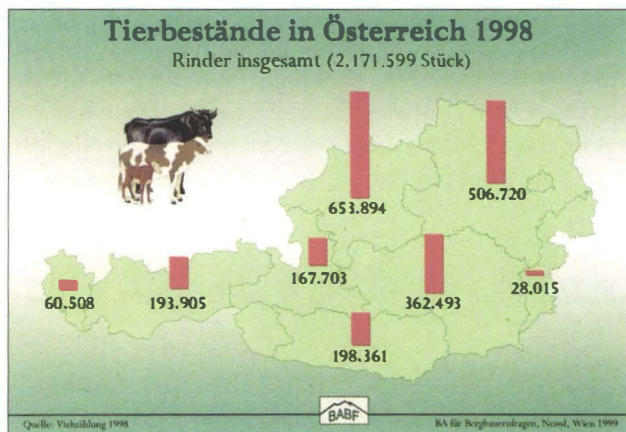 Tierbestände in Österreich 1998
Rinder insgesamt (2.171.599 Stück)
653.894
506.720
167.703
362.493
28.015
60.508
193.905
198.361
BABF
Quelle: Viehzählung 1998
BA für Bergbauernfragen, Neissl, Wien 1999